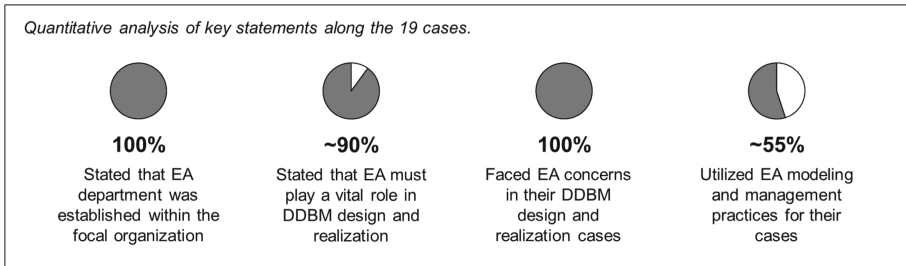 Quantitative analysis of key statements along the 19 cases.
100%
Stated that EA
department was
established within the
focal organization
~90%
Stated that EA must
play a vital role in
DDBM design and
realization
100%
Faced EA concerns
in their DDBM
design and
realization cases
~55%
Utilized EA modeling
and management
practices for their
cases